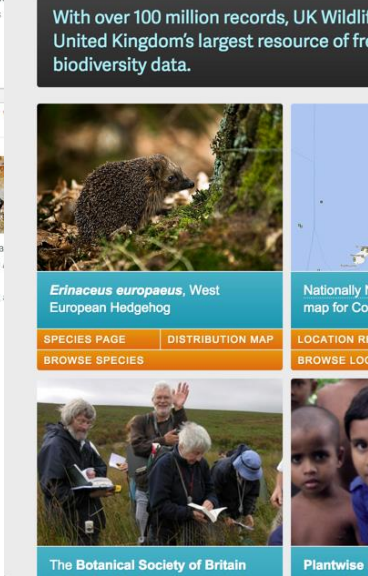 With over 100 million records, UK Wildlif
United Kingdom's largest resource of fre
biodiversity data.
Erinaceus europaeus, West
European Hedgehog
SPECIES PAGE
DISTRIBUTION MAP
BROWSE SPECIES
Nationally
map for Co
LOCATION RE
BROWSE LOC
The Botanical Society of Britain
Plantwise